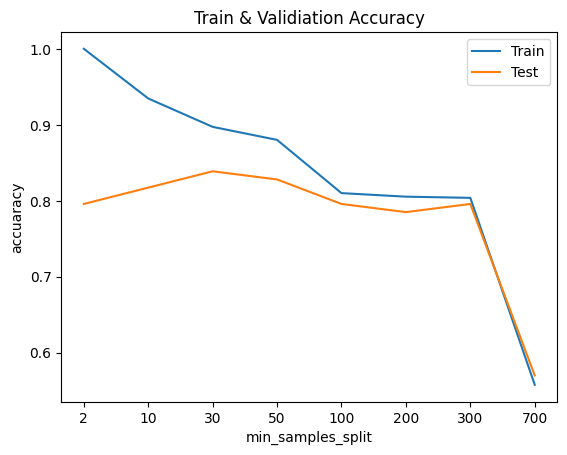 Train & Validiation Accuracy
Train
Test
accuaracy
1.0
0.9
0.8
0.7
0.6
2 10 30 50 100 200 300 700
min_samples_split